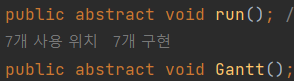 public abstract void run(); /
7개 사용 위치 7개 구현
public abstract void Gantt();